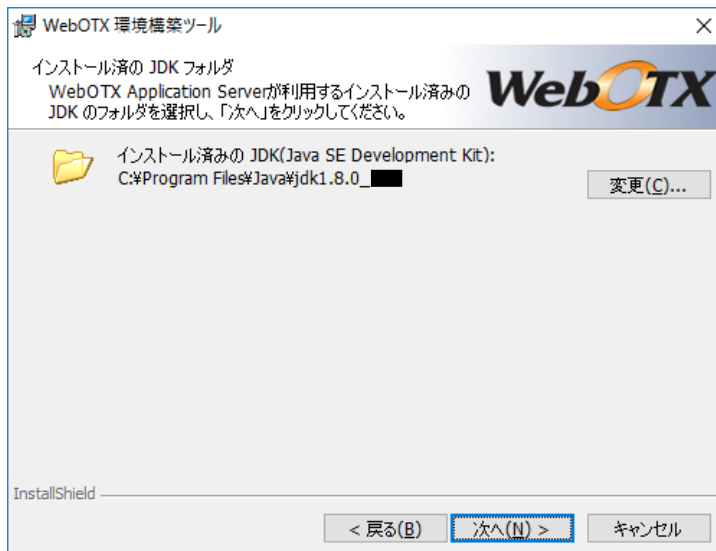 WebOTX 環境構築ツール
インストール済の JDK フォルダ
WebOTX Application Serverが利用するインストール済みの
JDK のフォルダを選択し、「次へ」をクリックしてください。
WebOTX
インストール済みの JDK(Java SE Development Kit):
C:¥Program Files¥Java¥jdk1.8.0_
変更(C)...
InstallShield
< 戻る(B)
次へ(N) >
キャンセル